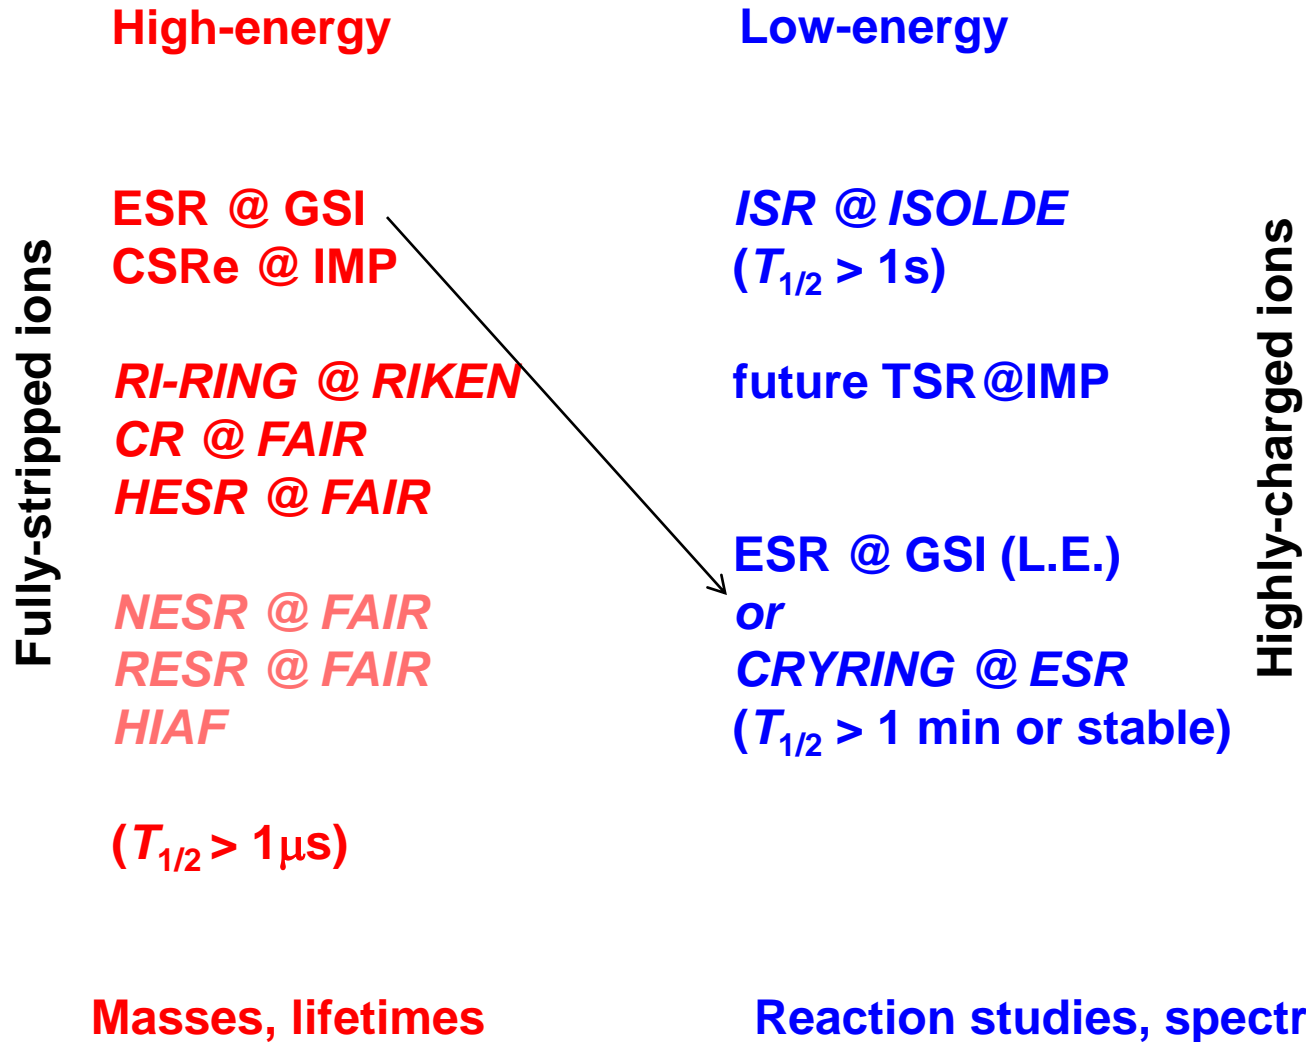 High-energy
Low-energy
Fully-stripped ions
ESR @ GSI
CSRe @ IMP
RI-RING @ RIKEN
CR @ FAIR
HESR @ FAIR
NESR @ FAIR
RESR @ FAIR
HIAF
(T1/2 > 1μs)
Masses, lifetimes
ISR @ ISOLDE
(T1/2 > 1s)
future TSR@IMP
ESR @ GSI (L.E.)
or
CRYRING @ ESR
(T1/2 > 1 min or stable)
Reaction studies, spectr
Highly-charged ions